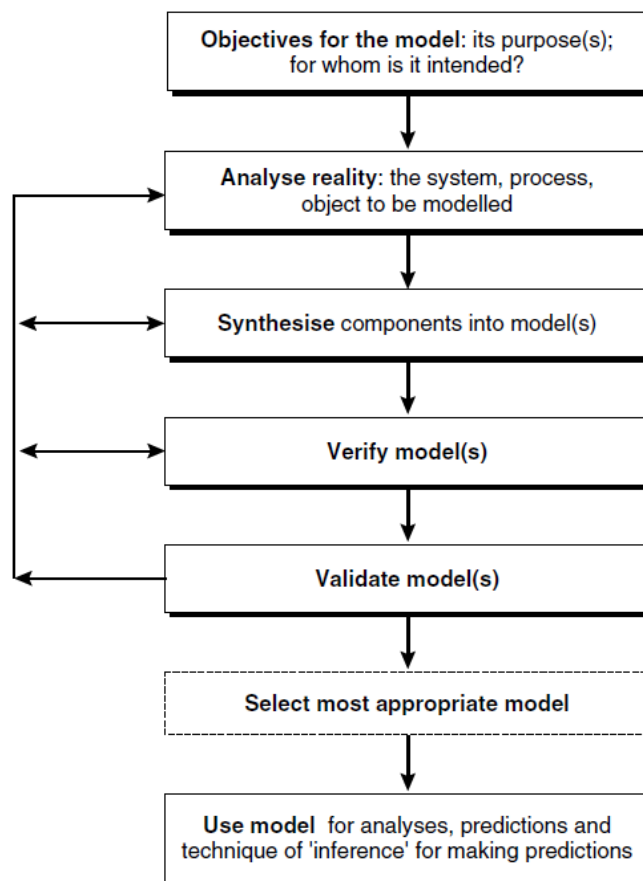 Objectives for the model: its purpose(s);
for whom is it intended?
Analyse reality: the system, process,
object to be modelled
Synthesise components into model(s)
Verify model(s)
Validate model(s)
Select most appropriate model
Use model for analyses, predictions and
technique of 'inference' for making predictions